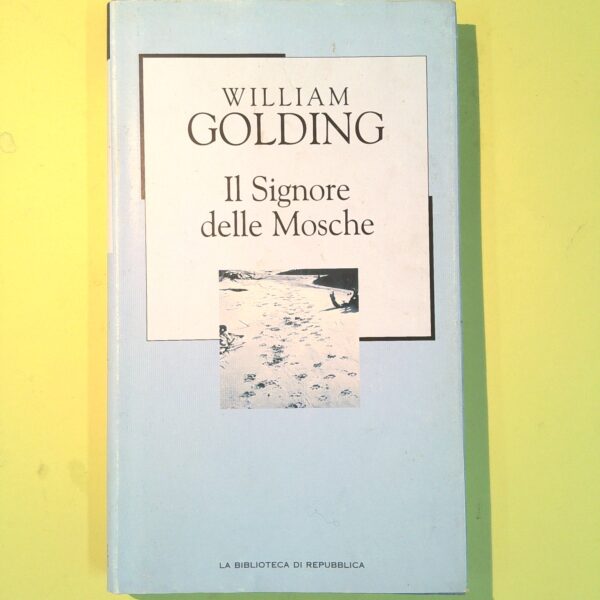 WILLIAM
GOLDING
Il Signore
delle Mosche
LA BIBLIOTECA DI REPUBBLICA